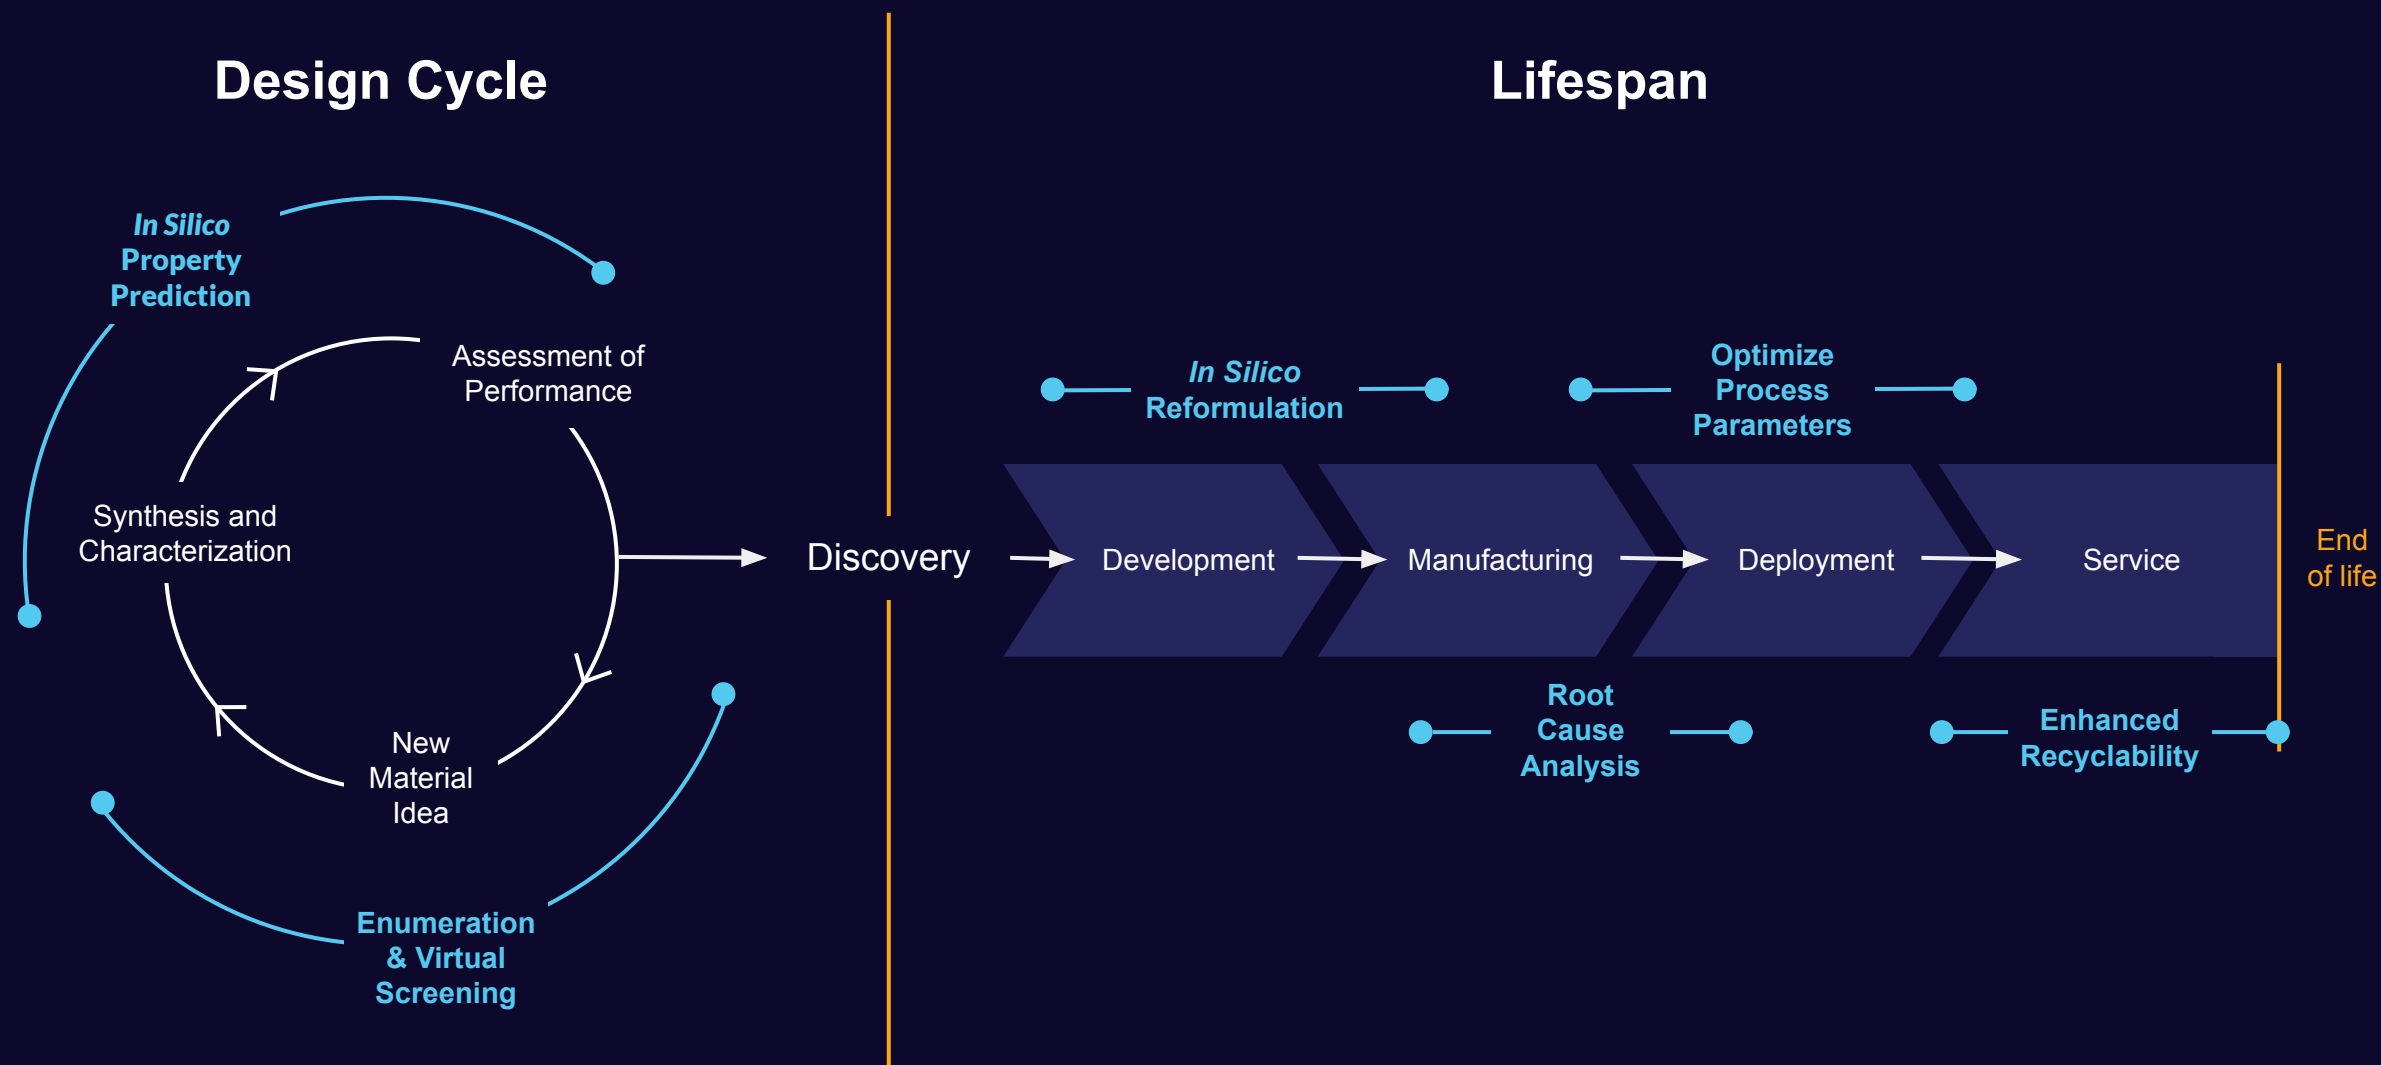 Design Cycle
In Silico
Property
Prediction
Assessment of
Performance
Synthesis and
Characterization
New
Material
Idea
Enumeration
& Virtual
Screening
Discovery
Lifespan
In Silico
Reformulation
Optimize
Process
Parameters
Development
Manufacturing
Deployment
Service
End
of life
Root
Cause
Analysis
Enhanced
Recyclability